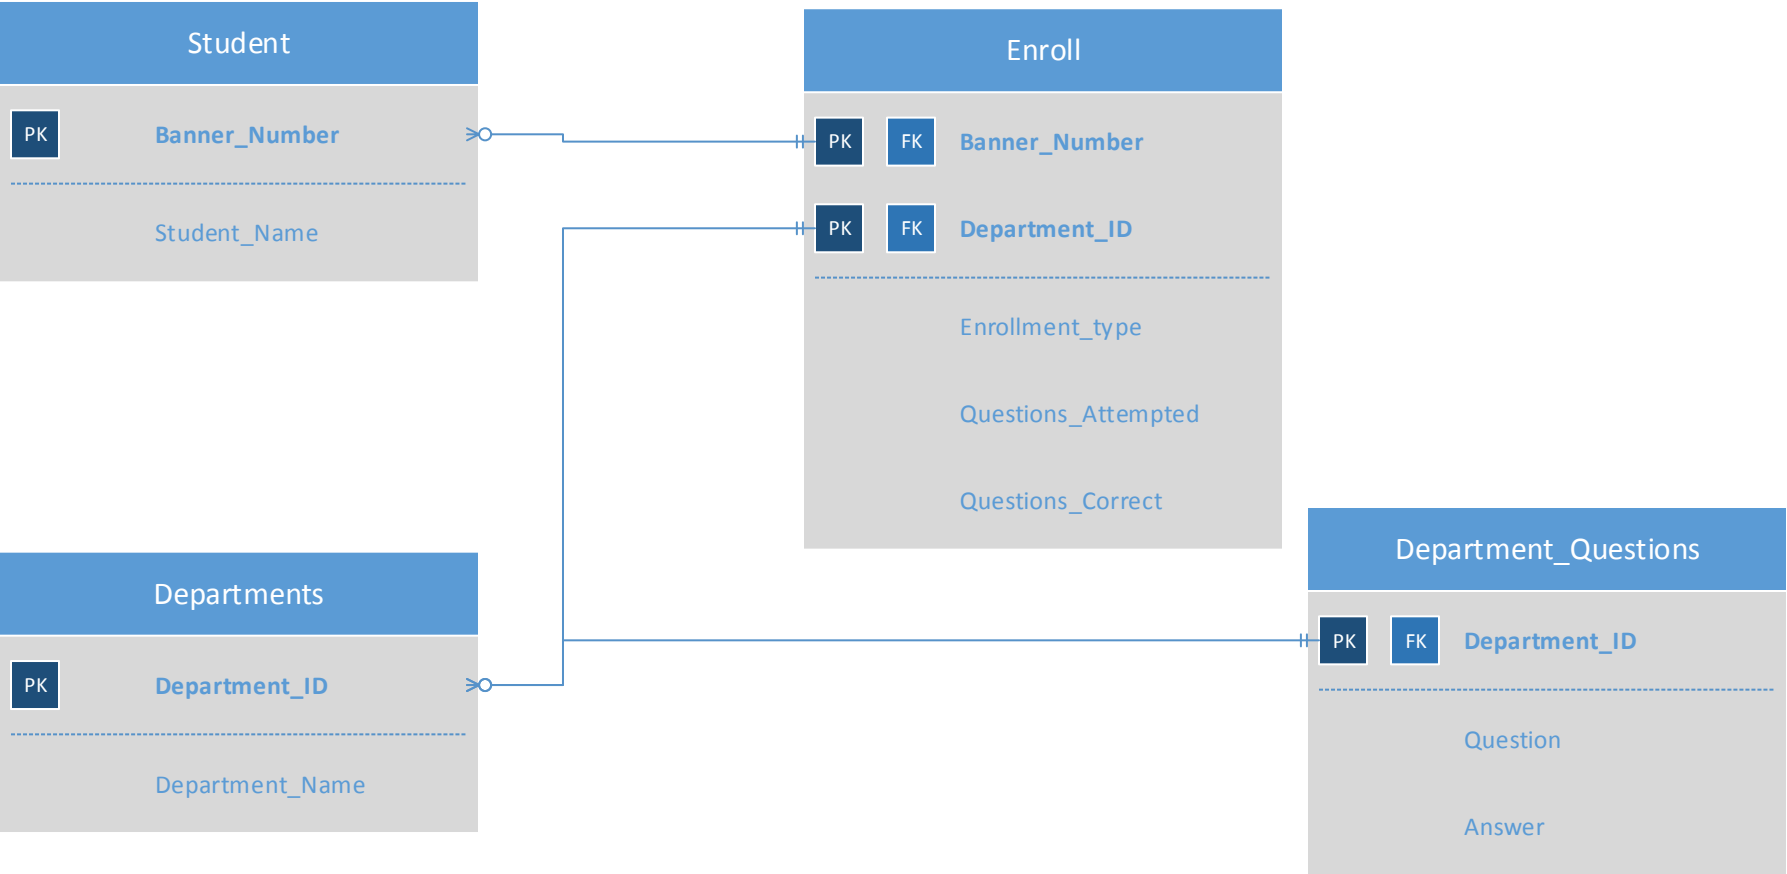 Student
PK Banner_Number
Student_Name
Enroll
PK FK Banner_Number
PK FK Department_ID
Enrollment_type
Questions_Attempted
Questions_Correct
Departments
PK Department_ID
Department_Name
Department_Questions
PK FK Department_ID
Question
Answer